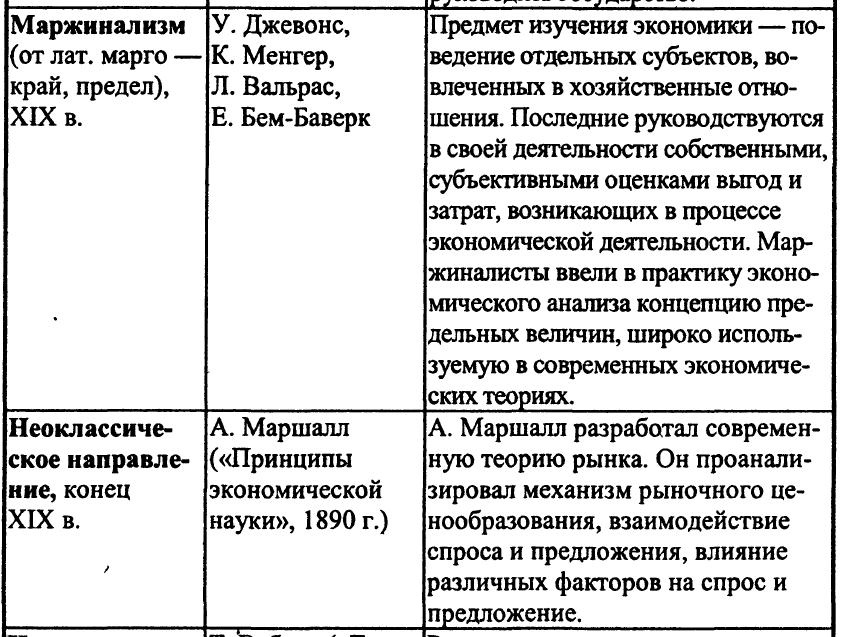 Маржинализм
(от лат. марго —
край, предел),
XIX в.
У. Джевонс,
К. Менгер,
Л. Вальрас,
Е. Бем-Баверк
Предмет изучения экономики — по-
ведение отдельных субъектов, во-
влеченных в хозяйственные отно-
шения. Последние руководствуются
в своей деятельности собственными,
субъективными оценками выгод и
затрат, возникающих в процессе
экономической деятельности. Мар-
жиналисты ввели в практику эконо-
мического анализа концепцию пре-
дельных величин, широко исполь-
зуемую в современных экономиче-
ских теориях.
Неоклассиче-
ское направле-
ние, конец
XIX в.
А. Маршалл
(«Принципы
экономической
науки», 1890 г.)
А. Маршалл разработал современ-
ную теорию рынка. Он проанали-
зировал механизм рыночного це-
нообразования, взаимодействие
спроса и предложения, влияние
различных факторов на спрос и
предложение.